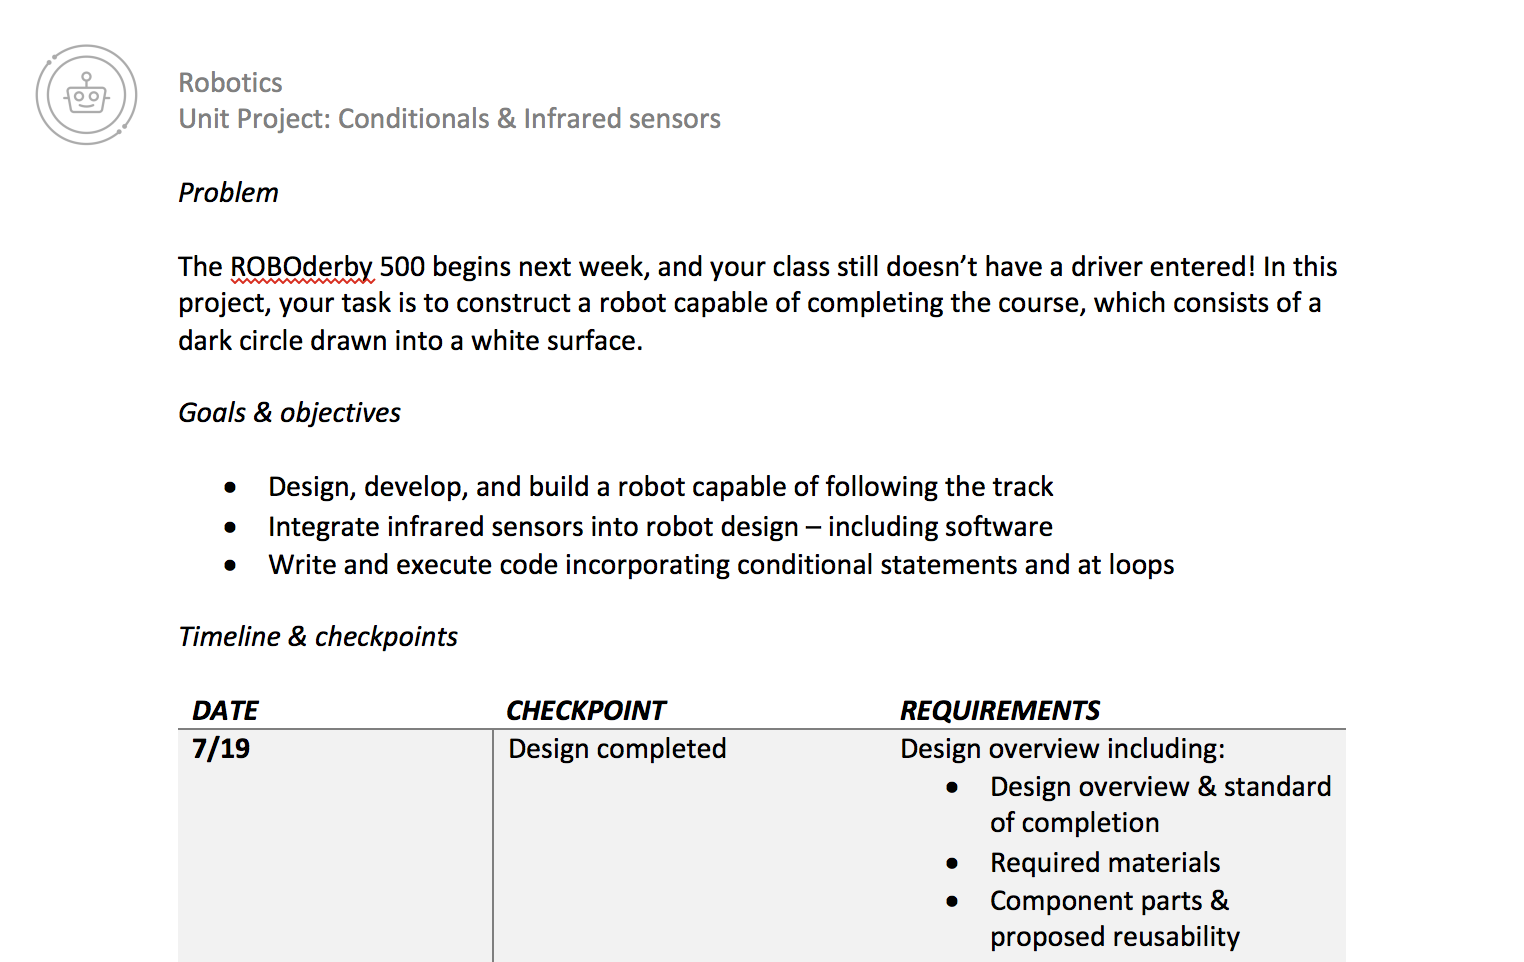 Robotics
Unit Project: Conditionals & Infrared sensors
Problem
The ROBOderby 500 begins next week, and your class still doesn’t have a driver entered! In this
project, your task is to construct a robot capable of completing the course, which consists of a
dark circle drawn into a white surface.
Goals & objectives
• Design, develop, and build a robot capable of following the track
• Integrate infrared sensors into robot design – including software
• Write and execute code incorporating conditional statements and at loops
Timeline & checkpoints
DATE CHECKPOINT REQUIREMENTS
7/19 Design completed Design overview including:
• Design overview & standard
of completion
• Required materials
• Component parts &
proposed reusability